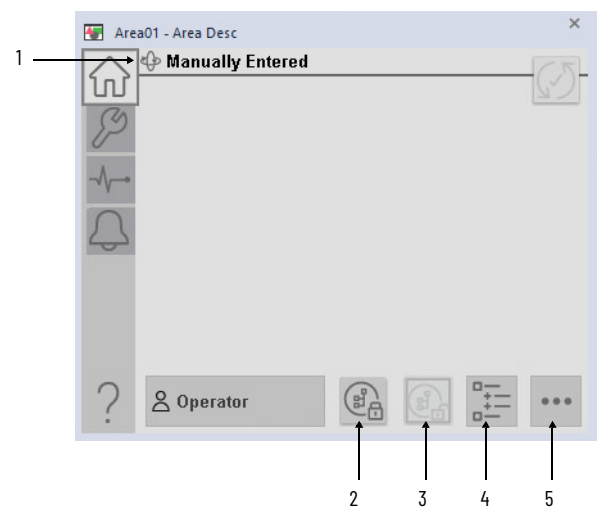 Area01 - Area Desc
1
Manually Entered
?
Operator
2 3 4 5